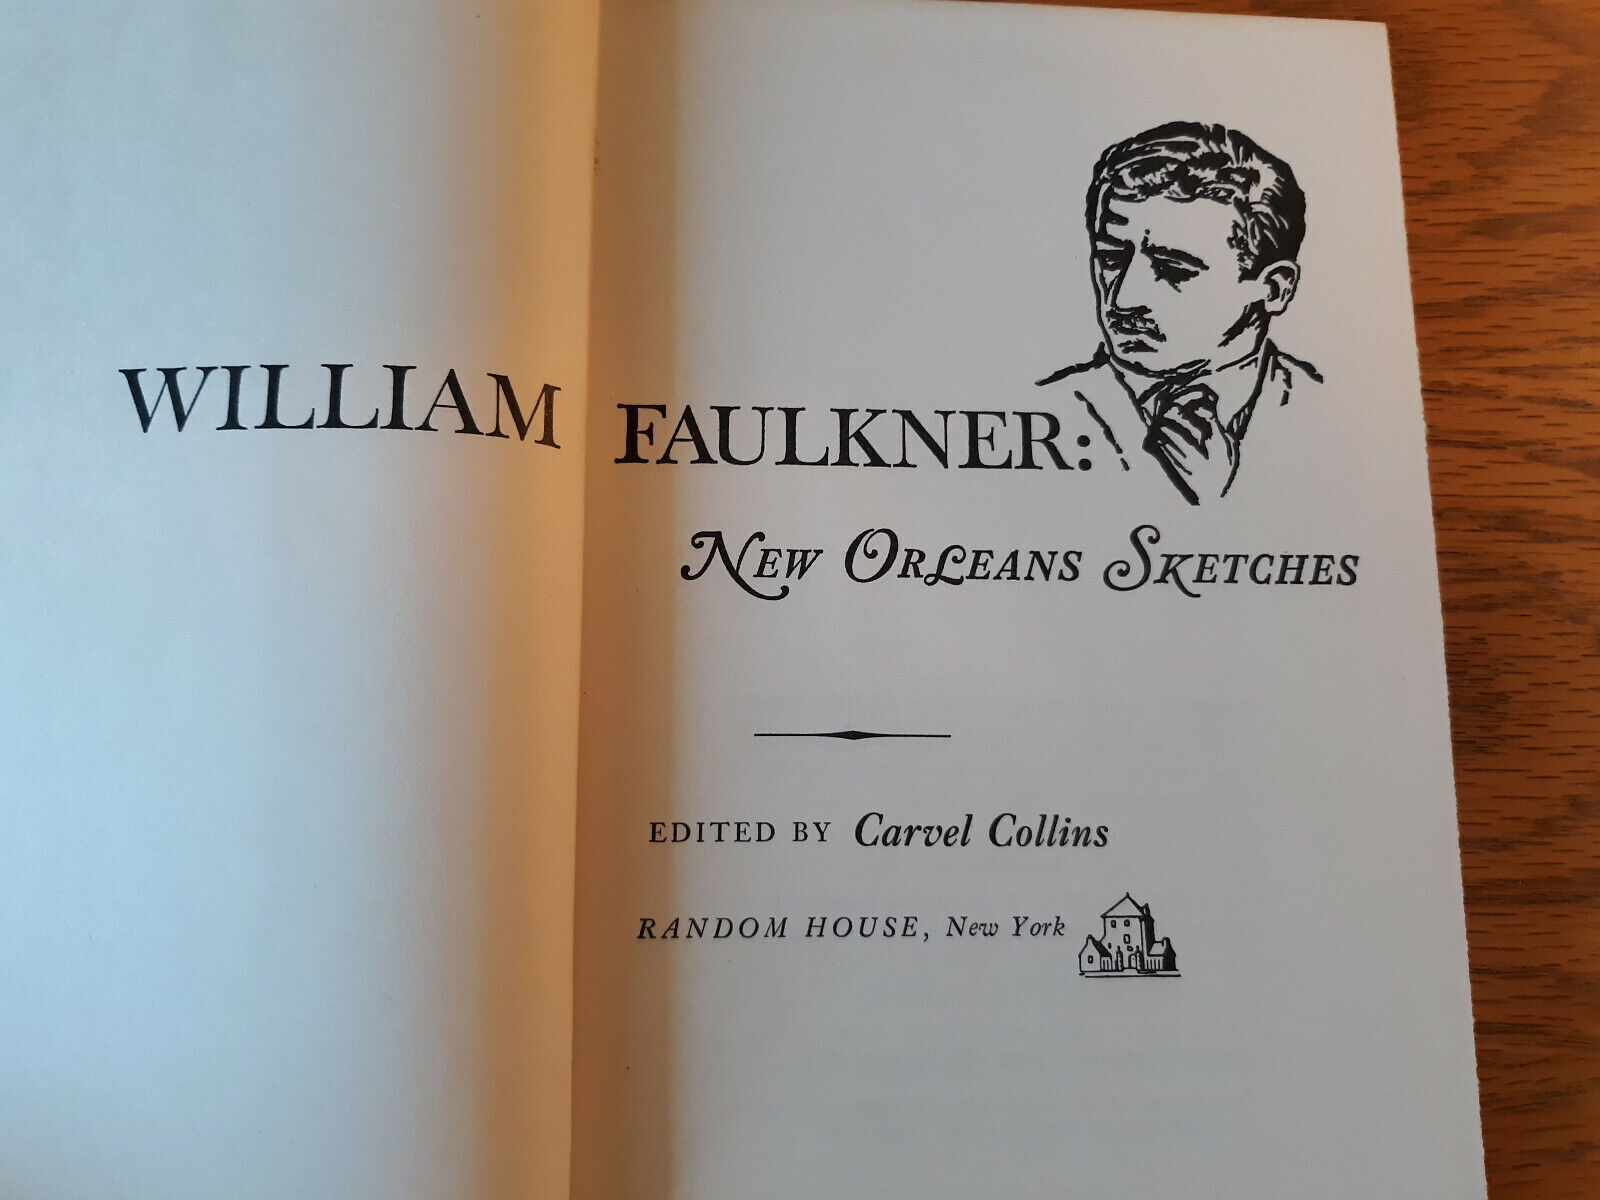 WILLIAM FAULKNER:
NEW ORLEANS SKETCHES
EDITED BY Carvel Collins
RANDOM HOUSE, New York